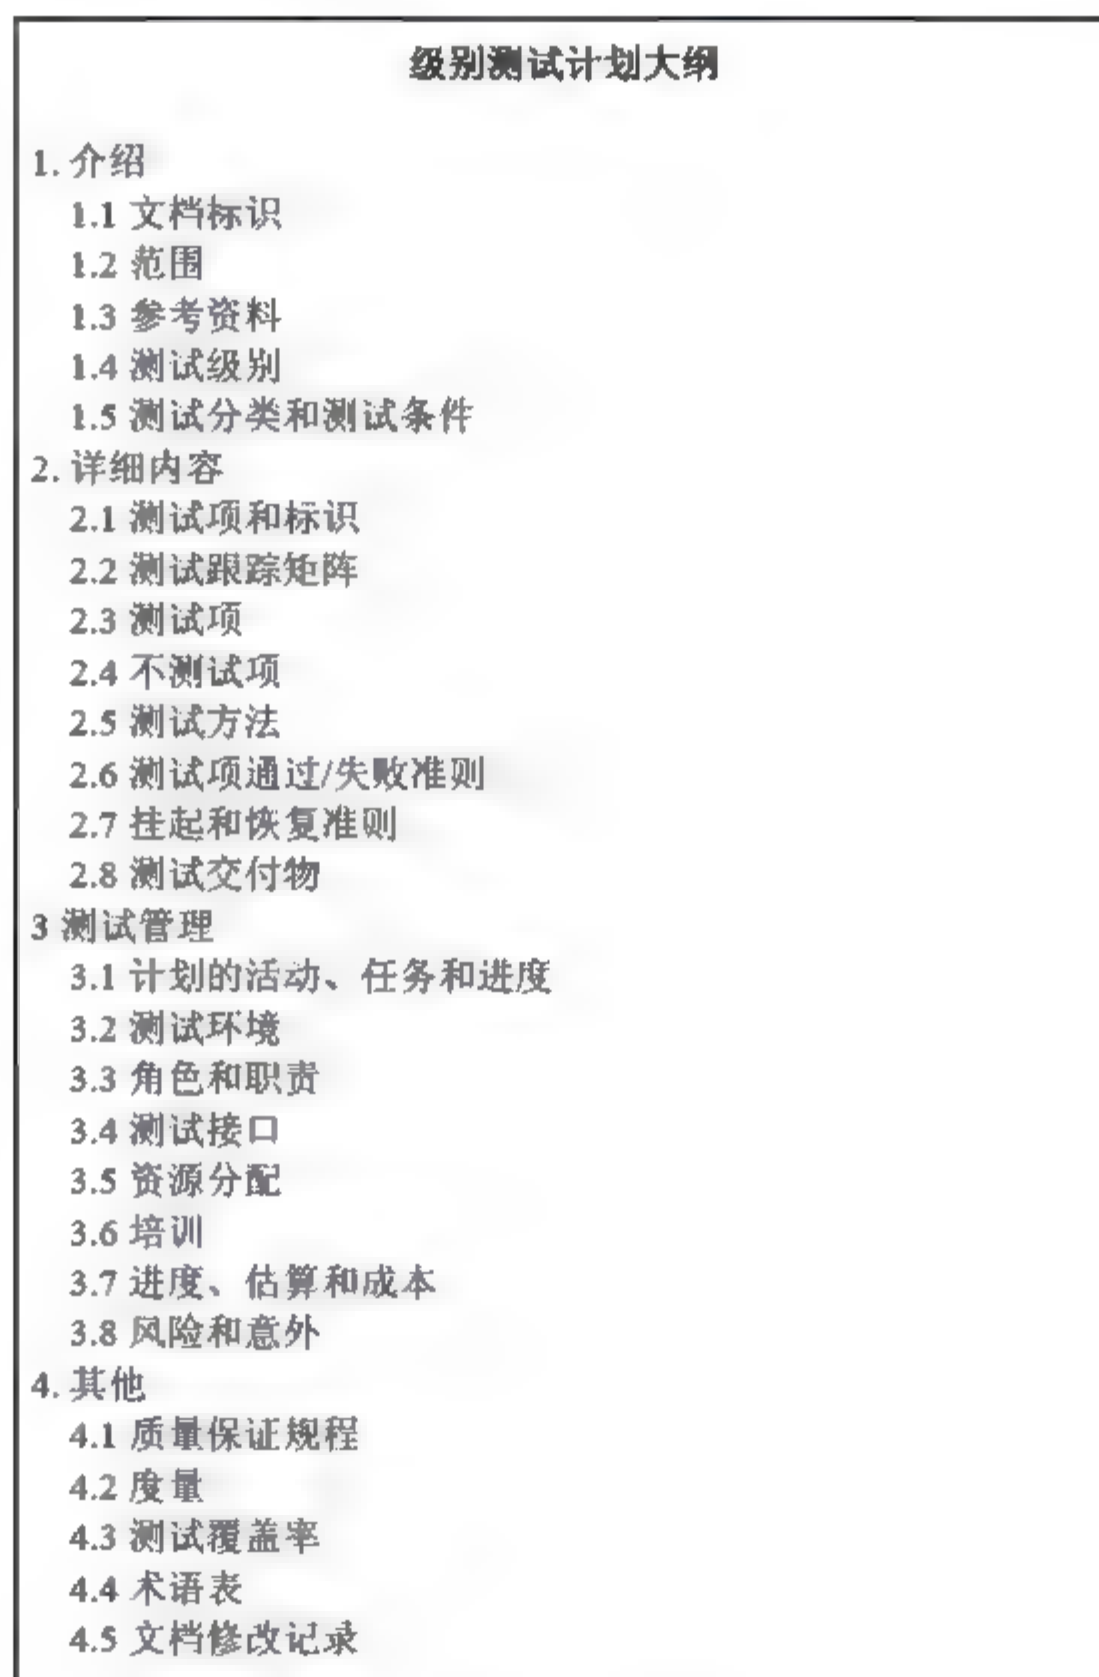 级别测试计划大纲
1. 介绍
1.1 文档标识
1.2 范围
1.3 参考资料
1.4 测试级别
1.5 测试分类和测试条件
2. 详细内容
2.1 测试项和标识
2.2 测试跟踪矩阵
2.3 测试项
2.4 不测试项
2.5 测试方法
2.6 测试项通过/失败准则
2.7 挂起和恢复准则
2.8 测试交付物
3 测试管理
3.1 计划的活动、任务和进度
3.2 测试环境
3.3 角色和职责
3.4 测试接口
3.5 资源分配
3.6 培训
3.7 进度、估算和成本
3.8 风险和意外
4. 其他
4.1 质量保证规程
4.2 度量
4.3 测试覆盖率
4.4 术语表
4.5 文档修改记录